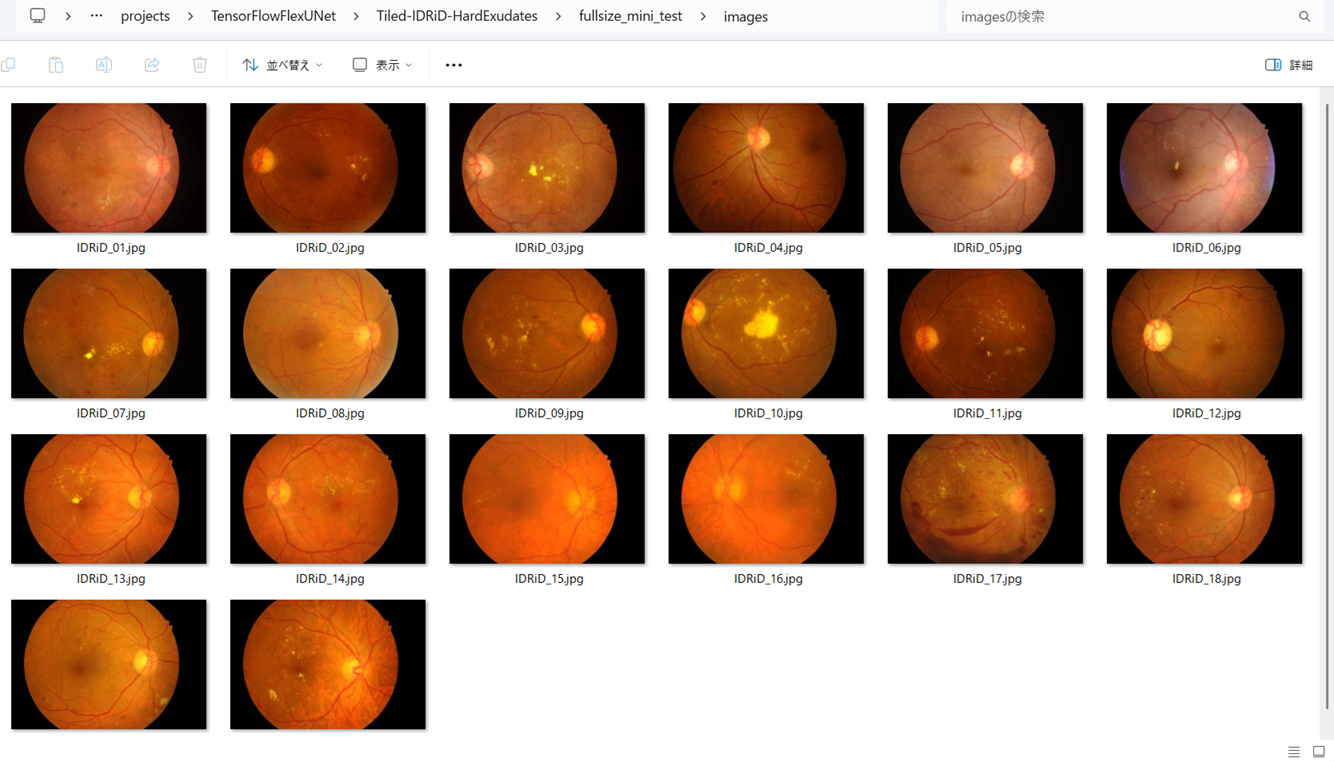 … projects TensorFlowFlexUNet Tiled-IDRiD-HardExudates fullsize_mini_test images imagesの検索
並べ替え 表示 … 詳細
IDRiD_01.jpg IDRiD_02.jpg IDRiD_03.jpg IDRiD_04.jpg IDRiD_05.jpg IDRiD_06.jpg
IDRiD_07.jpg IDRiD_08.jpg IDRiD_09.jpg IDRiD_10.jpg IDRiD_11.jpg IDRiD_12.jpg
IDRiD_13.jpg IDRiD_14.jpg IDRiD_15.jpg IDRiD_16.jpg IDRiD_17.jpg IDRiD_18.jpg